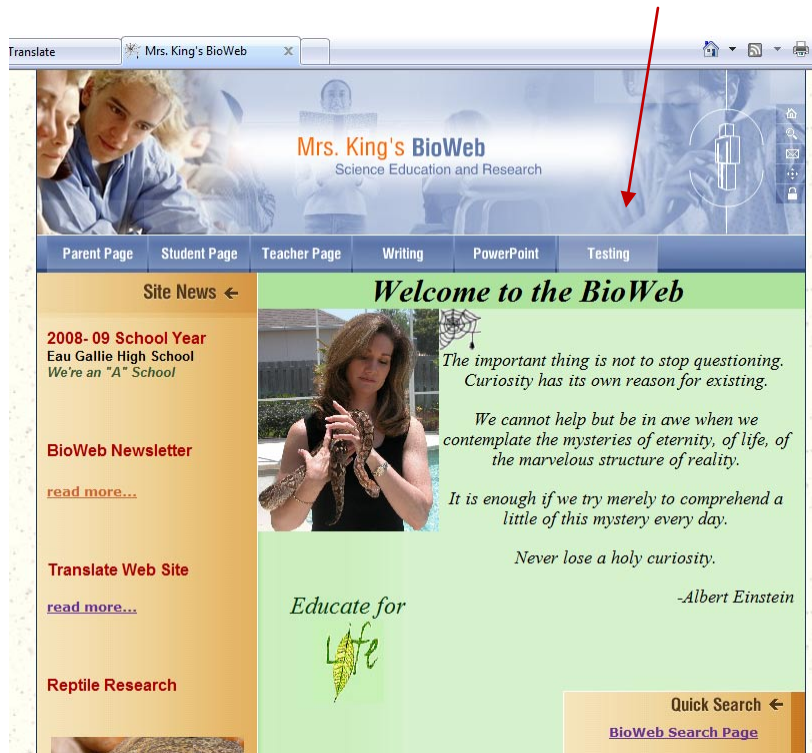 Translate
Mrs. King's BioWeb
Mrs. King's BioWeb
Science Education and Research
Parent Page
Student Page
Teacher Page
Writing
PowerPoint
Testing
Site News
2008- 09 School Year
Eau Gallie High School
We're an "A" School
BioWeb Newsletter
read more...
Translate Web Site
read more...
Reptile Research
Welcome to the BioWeb
The important thing is not to stop questioning.
Curiosity has its own reason for existing.
We cannot help but be in awe when we
contemplate the mysteries of eternity, of life, of
the marvelous structure of reality.
It is enough if we try merely to comprehend a
little of this mystery every day.
Never lose a holy curiosity.
-Albert Einstein
Educate for
Life
Quick Search
BioWeb Search Page